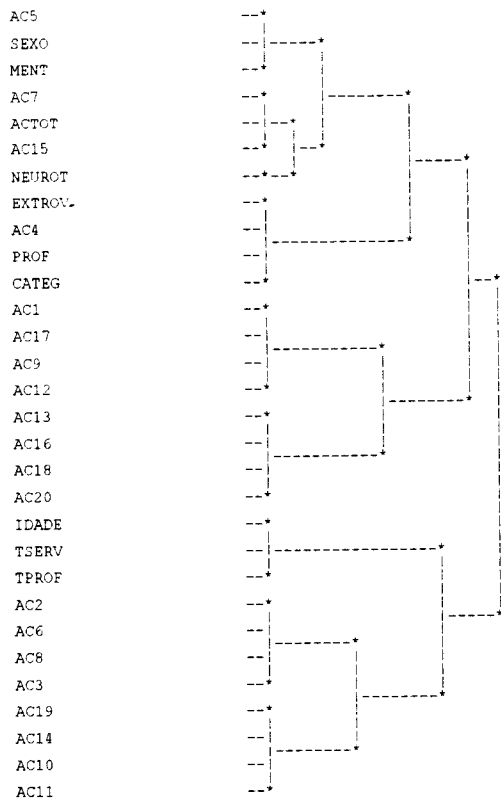 AC5
SEXO
MENT
AC7
ACTOT
AC15
NEUROT
EXTROV.
AC4
PROF
CATEG
AC1
AC17
AC9
AC12
AC13
AC16
AC18
AC20
IDADE
TSERV
TPROF
AC2
AC6
AC8
AC3
AC19
AC14
AC10
AC11